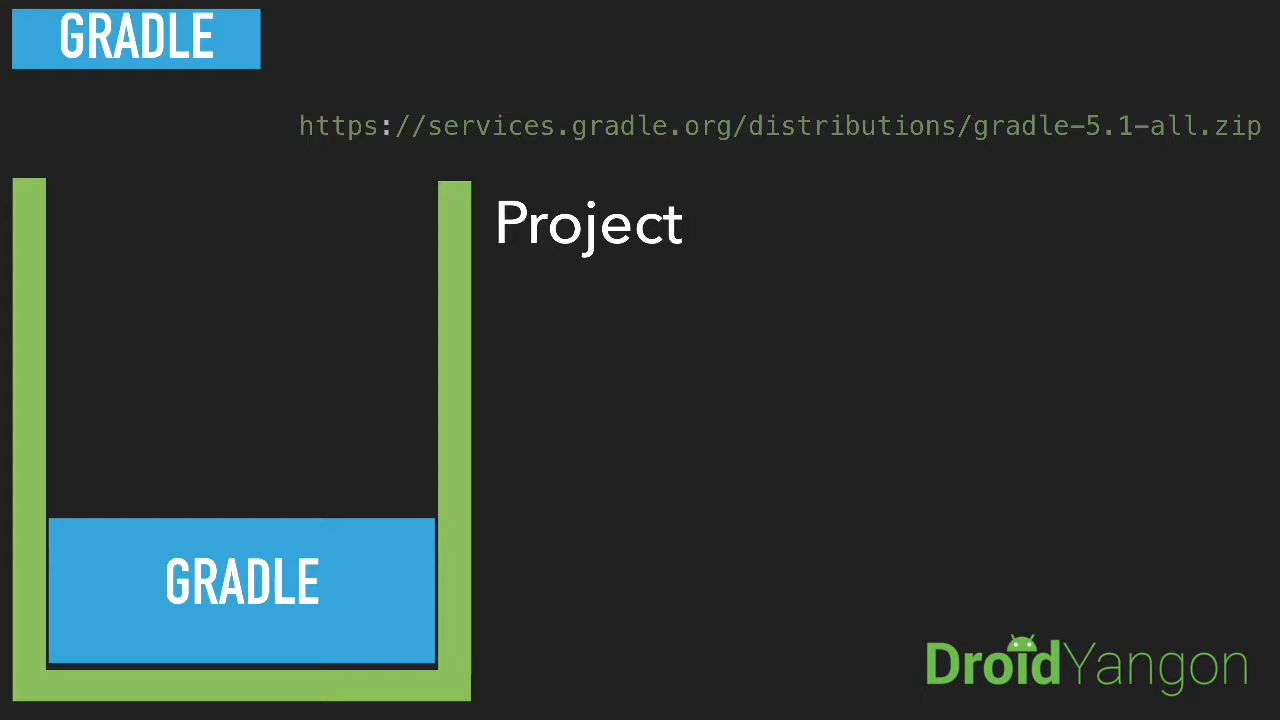 GRADLE
https://services.gradle.org/distributions/gradle-5.1-all.zip
Project
GRADLE
DroidYangon